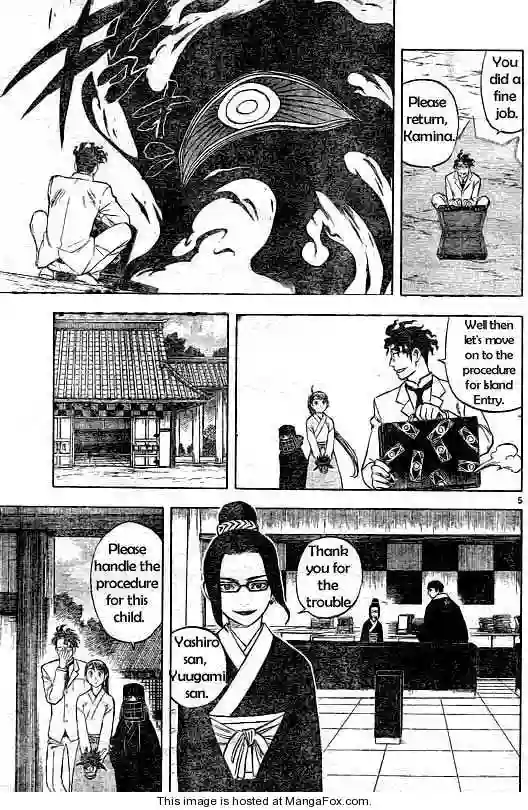 You
did a
fine
job.
Please
return,
Kamina.
Well then
let's move
on to the
procedure
for Island
Entry.
5
Thank
you for
the
trouble
Yashiro
san,
Yuugami
san.
Please
handle the
procedure
for this
child.
This image is hosted at MangaFox.com.